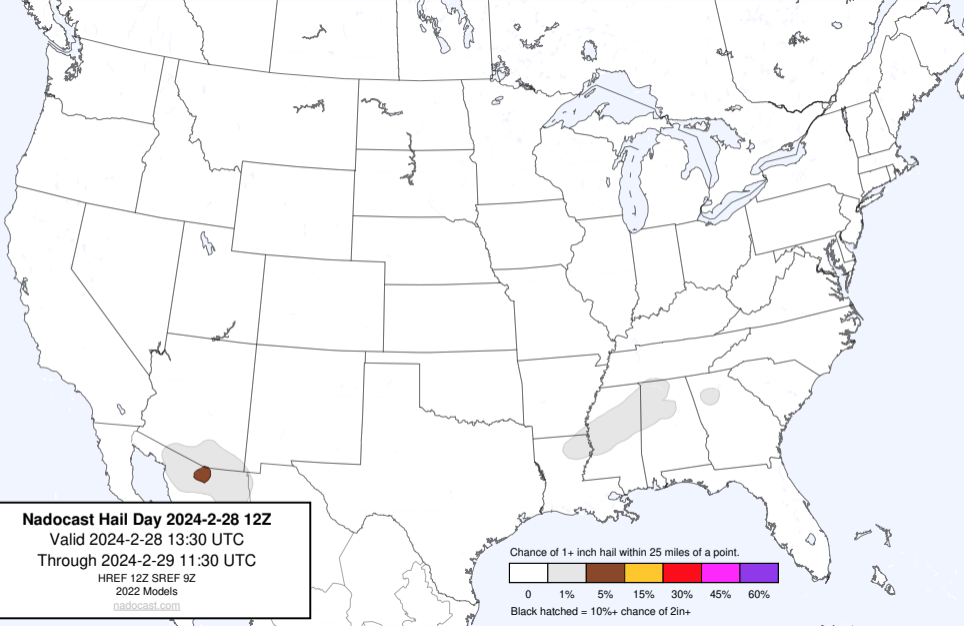 Nadocast Hail Day 2024-2-28 12Z
Valid 2024-2-28 13:30 UTC
Through 2024-2-29 11:30 UTC
HREF 12Z SREF 9Z
2022 Models
nadocast.com
Chance of 1+ inch hail within 25 miles of a point.
0 1% 5% 15% 30% 45% 60%
Black hatched = 10%+ chance of 2in+